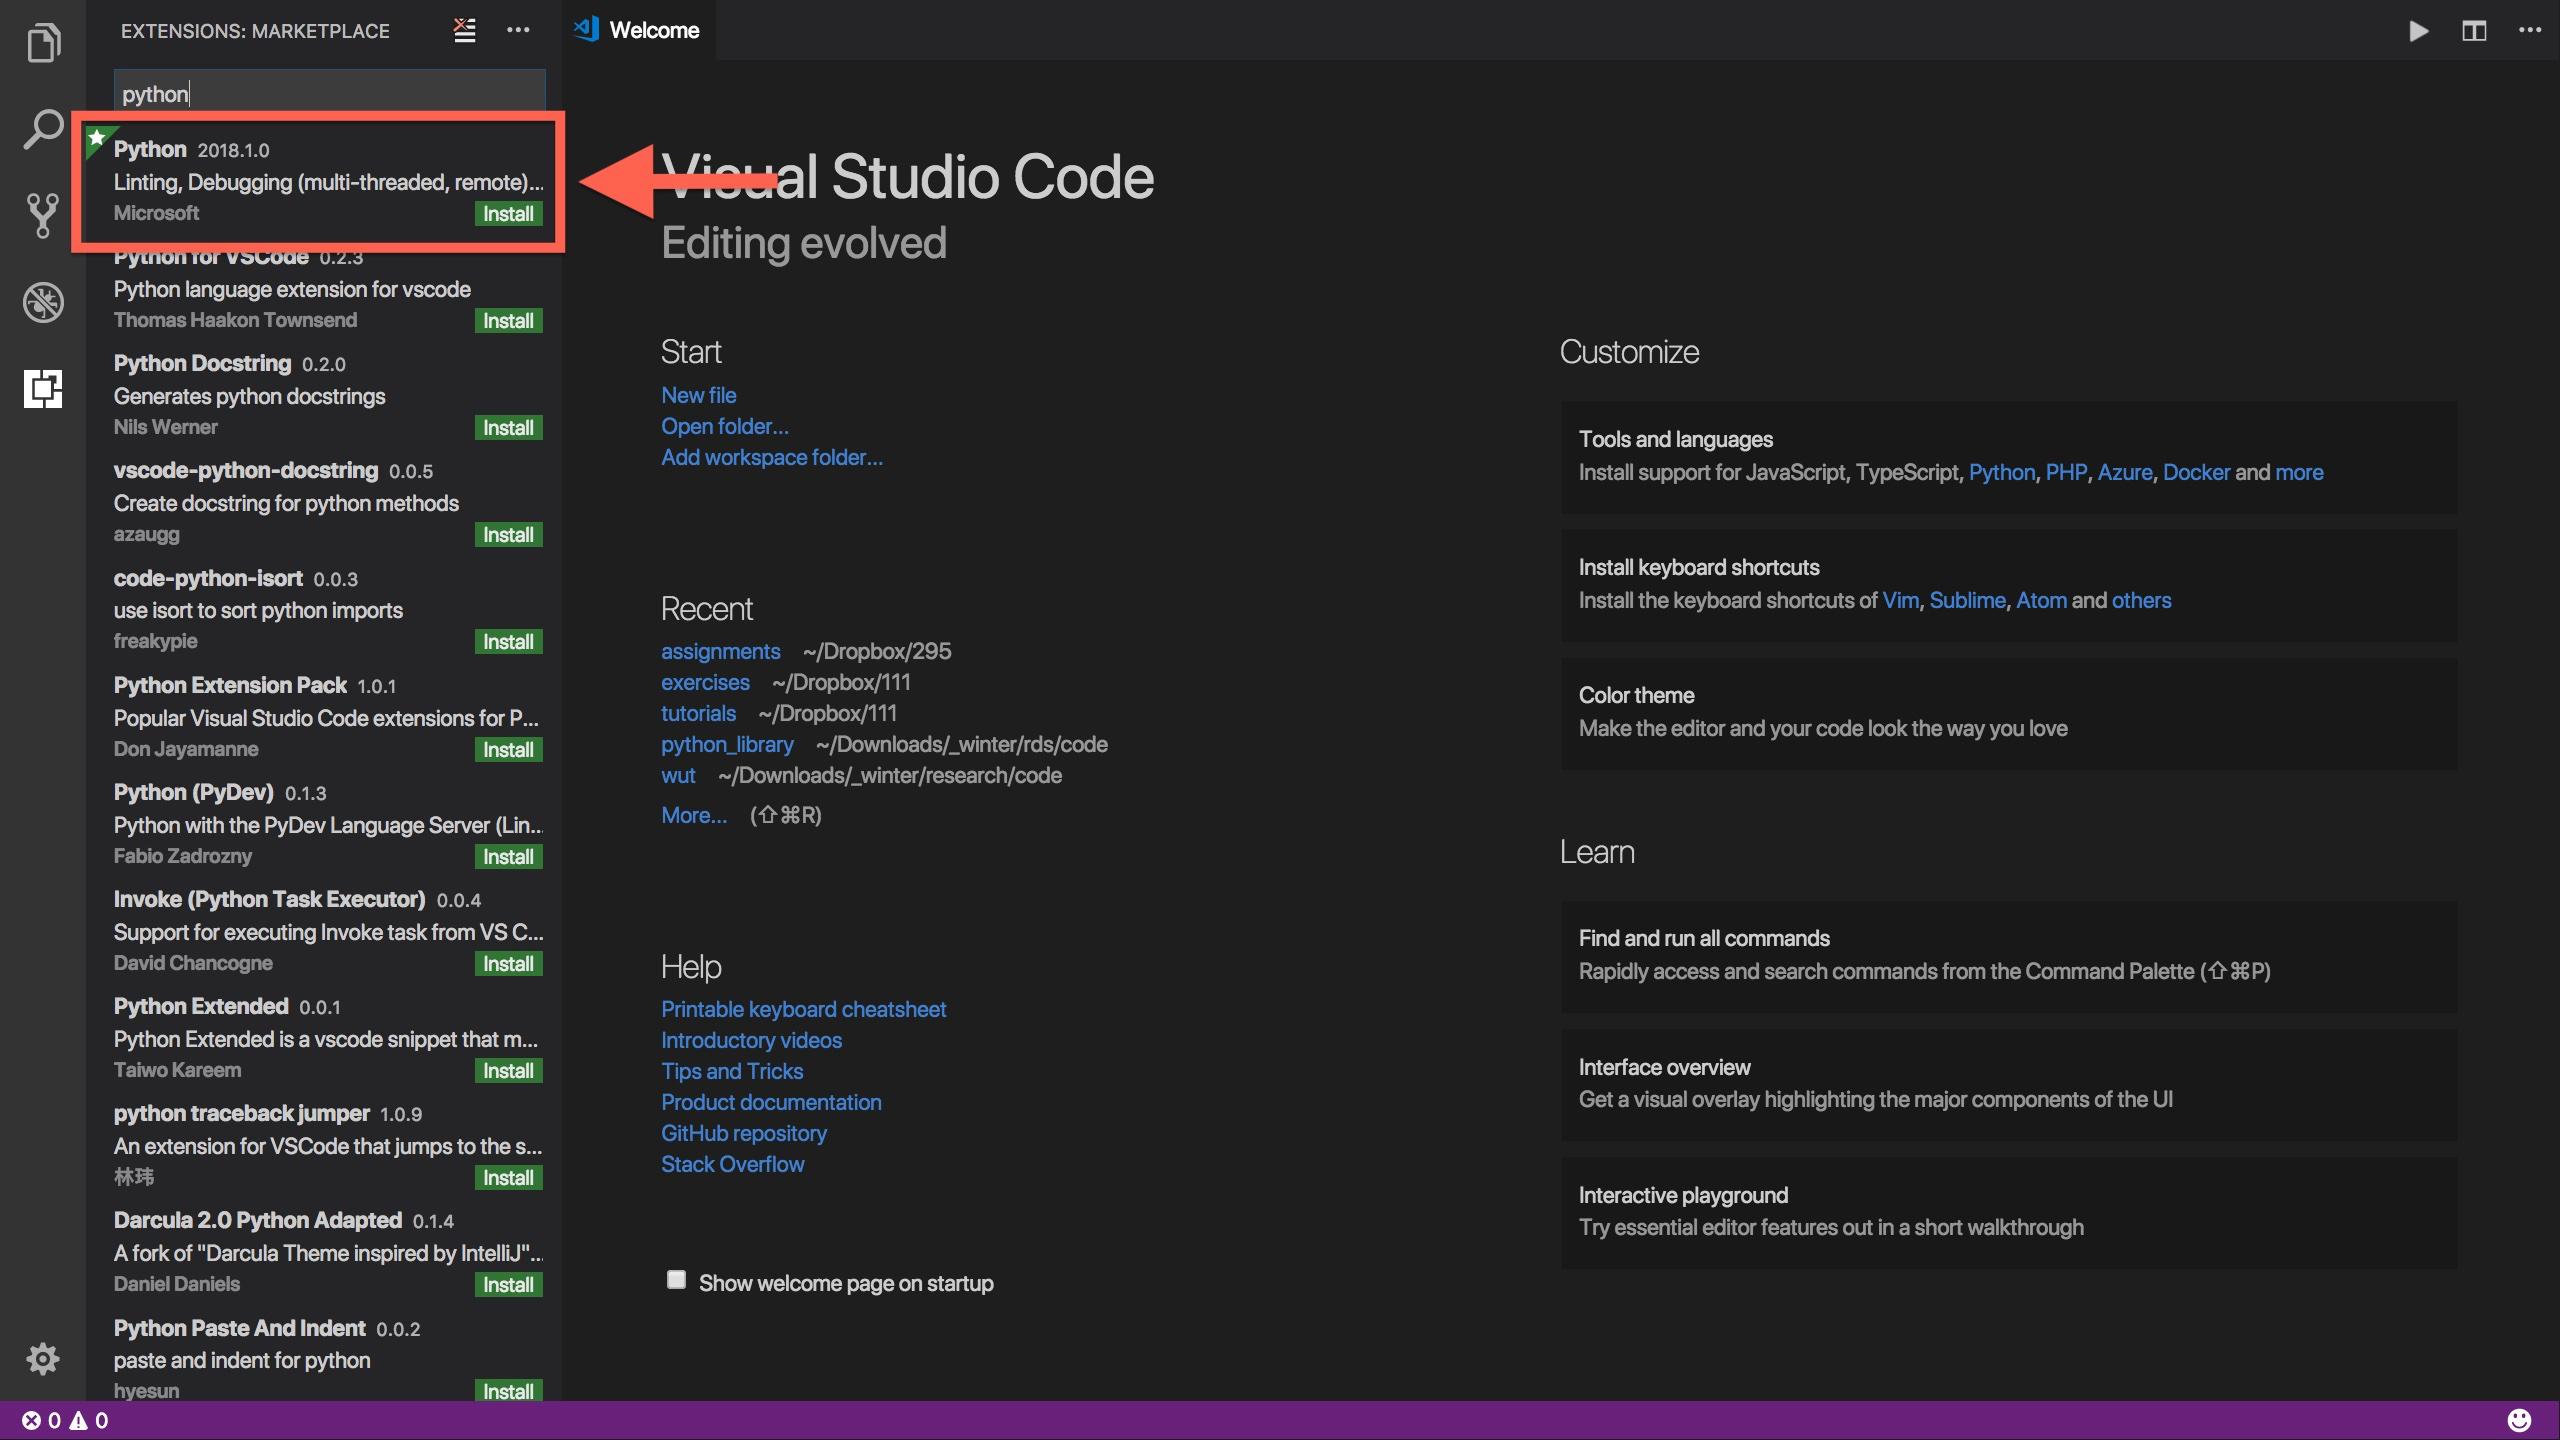 EXTENSIONS: MARKETPLACE
Welcome
python
Python 2018.1.0
Linting, Debugging (multi-threaded, remote)...
Microsoft
Install
Python for VSCode 0.2.3
Python language extension for vscode
Thomas Haakon Townsend
Install
Python Docstring 0.2.0
Generates python docstrings
Nils Werner
Install
vscode-python-docstring 0.0.5
Create docstring for python methods
azaugg
Install
code-python-isort 0.0.3
use isort to sort python imports
freakypie
Install
Python Extension Pack 1.0.1
Popular Visual Studio Code extensions for P...
Don Jayamanne
Install
Python (PyDev) 0.1.3
Python with the PyDev Language Server (Lin...
Fabio Zadrozny
Install
Invoke (Python Task Executor) 0.0.4
Support for executing Invoke task from VS C...
David Chancogne
Install
Python Extended 0.0.1
Python Extended is a vscode snippet that m...
Taiwo Kareem
Install
python traceback jumper 1.0.9
An extension for VSCode that jumps to the s...
林玮
Install
Darcula 2.0 Python Adapted 0.1.4
A fork of "Darcula Theme inspired by IntelliJ"...
Daniel Daniels
Install
Python Paste And Indent 0.0.2
paste and indent for python
hyesun
Install
Visual Studio Code
Editing evolved
Start
New file
Open folder...
Add workspace folder...
Recent
assignments ~/Dropbox/295
exercises ~/Dropbox/111
tutorials ~/Dropbox/111
python_library ~/Downloads/_winter/rds/code
wut ~/Downloads/_winter/research/code
More... (⇧⌘R)
Help
Printable keyboard cheatsheet
Introductory videos
Tips and Tricks
Product documentation
GitHub repository
Stack Overflow
Show welcome page on startup
Customize
Tools and languages
Install support for JavaScript, TypeScript, Python, PHP, Azure, Docker and more
Install keyboard shortcuts
Install the keyboard shortcuts of Vim, Sublime, Atom and others
Color theme
Make the editor and your code look the way you love
Learn
Find and run all commands
Rapidly access and search commands from the Command Palette (⇧⌘P)
Interface overview
Get a visual overlay highlighting the major components of the UI
Interactive playground
Try essential editor features out in a short walkthrough
0 0